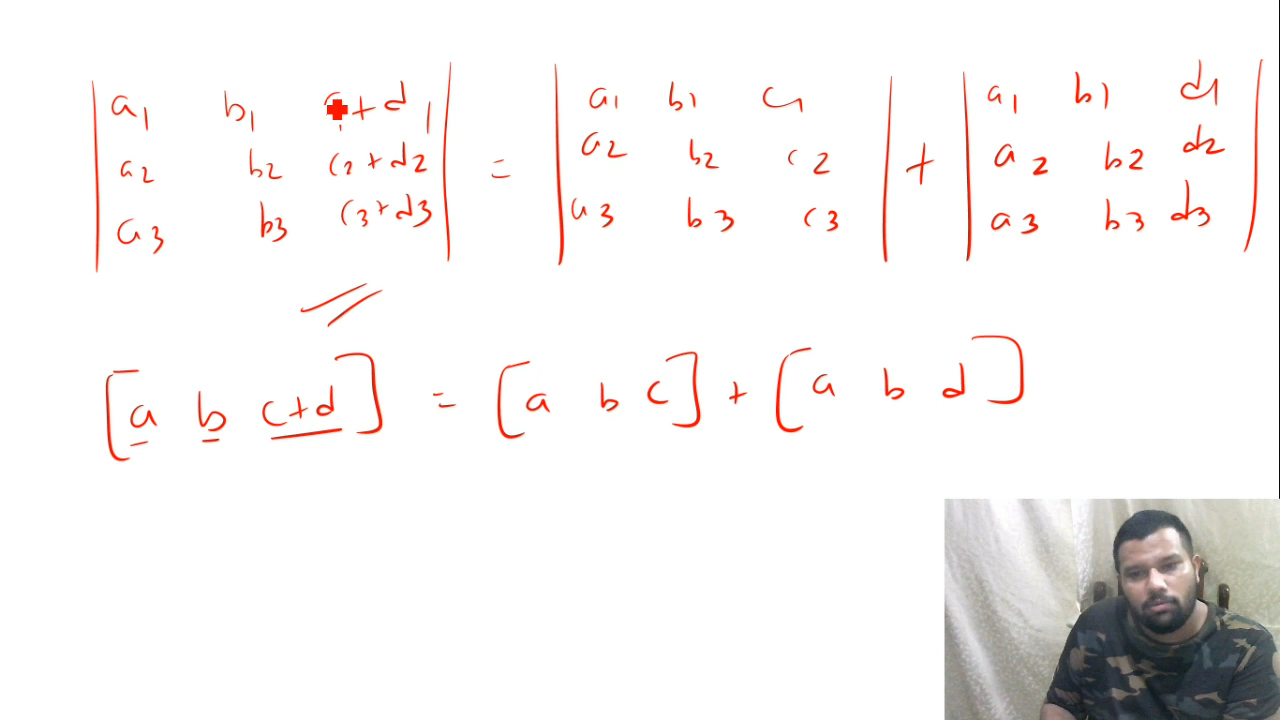 | a1 b1 c1+d1 | = | a1 b1 c1 | + | a1 b1 d1 |
| a2 b2 c2+d2 | | a2 b2 c2 | | a2 b2 d2 |
| a3 b3 c3+d3 | | a3 b3 c3 | | a3 b3 d3 |
[a b c+d] = [a b c] + [a b d]